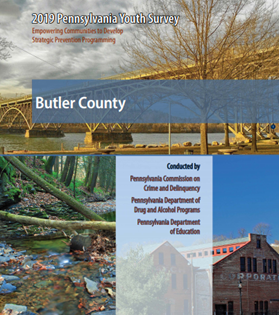 2019 Pennsylvania Youth Survey
Empowering Communities to Develop
Strategic Prevention Programming
Butler County
Conducted by
Pennsylvania Commission on
Crime and Delinquency
Pennsylvania Department of
Drug and Alcohol Programs
Pennsylvania Department
of Education